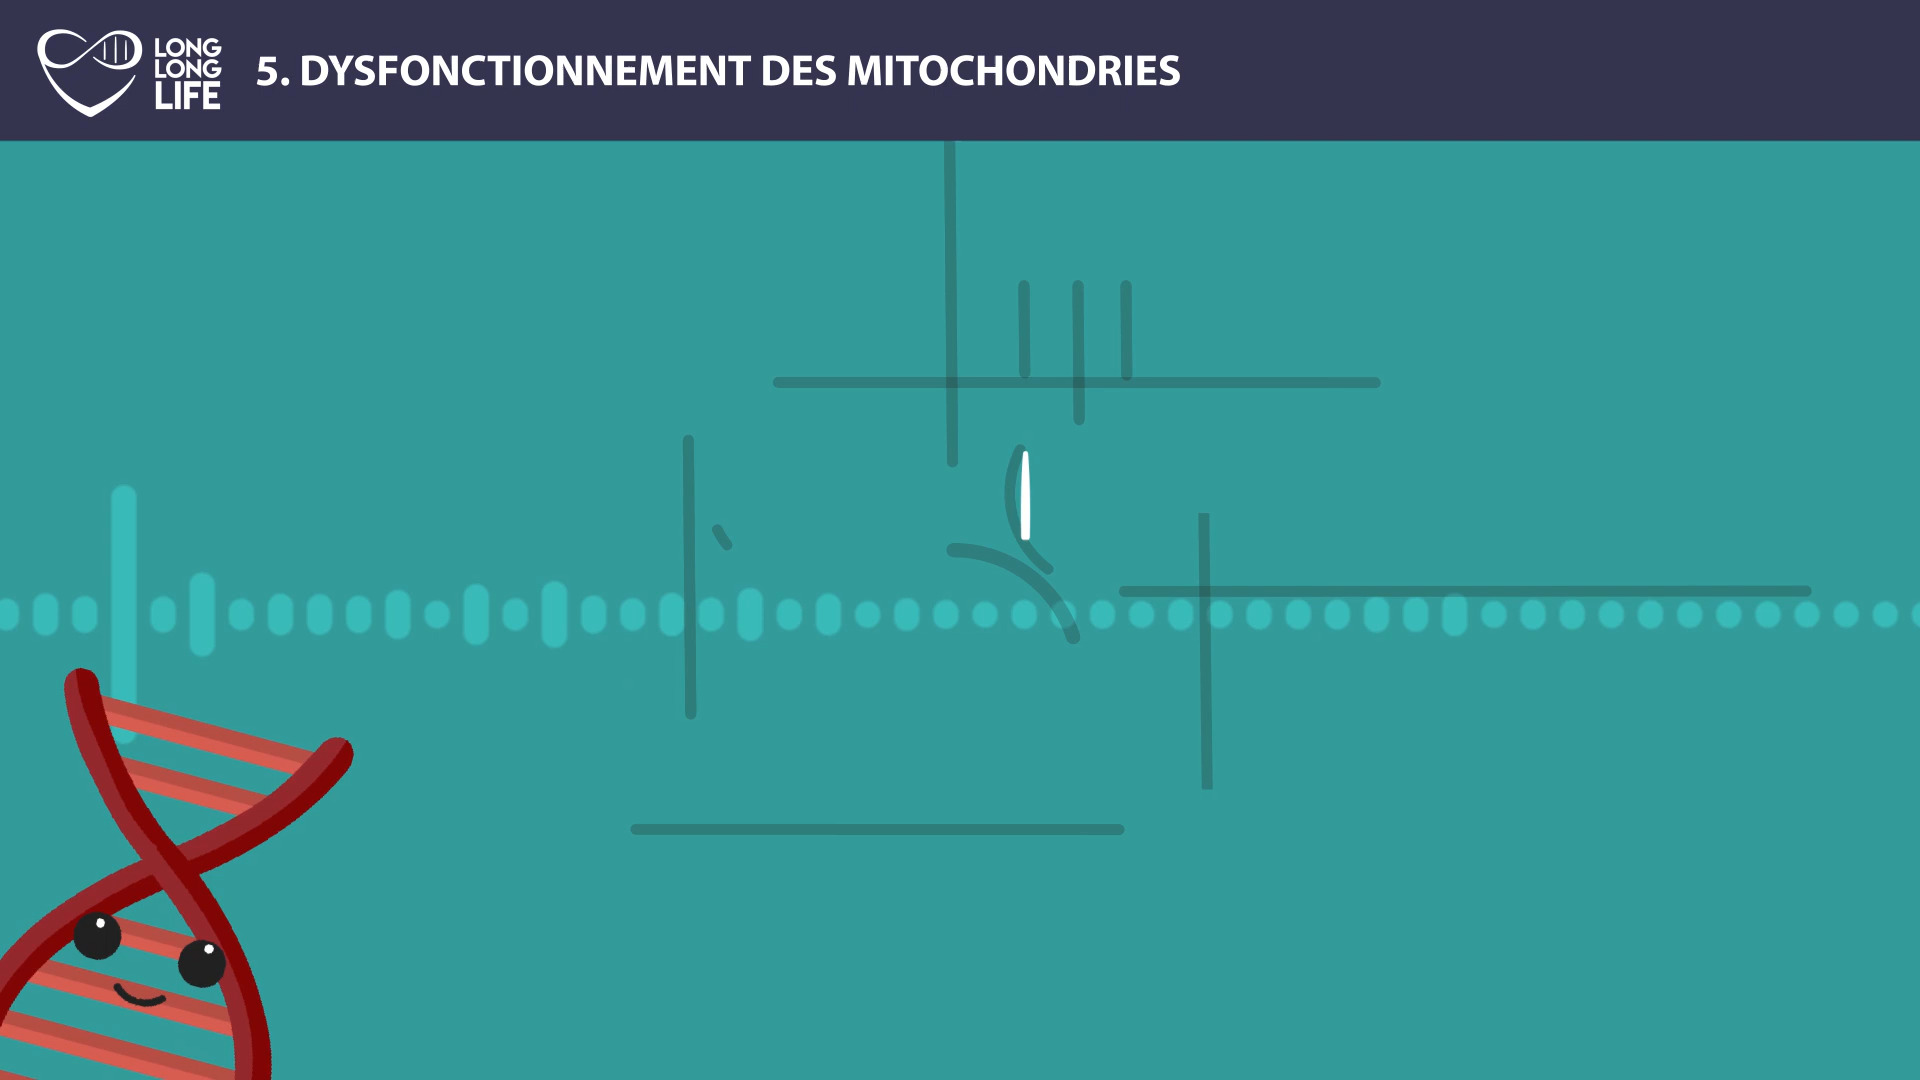 LONG
LONG
LIFE
5. DYSFONCTIONNEMENT DES MITOCHONDRIES